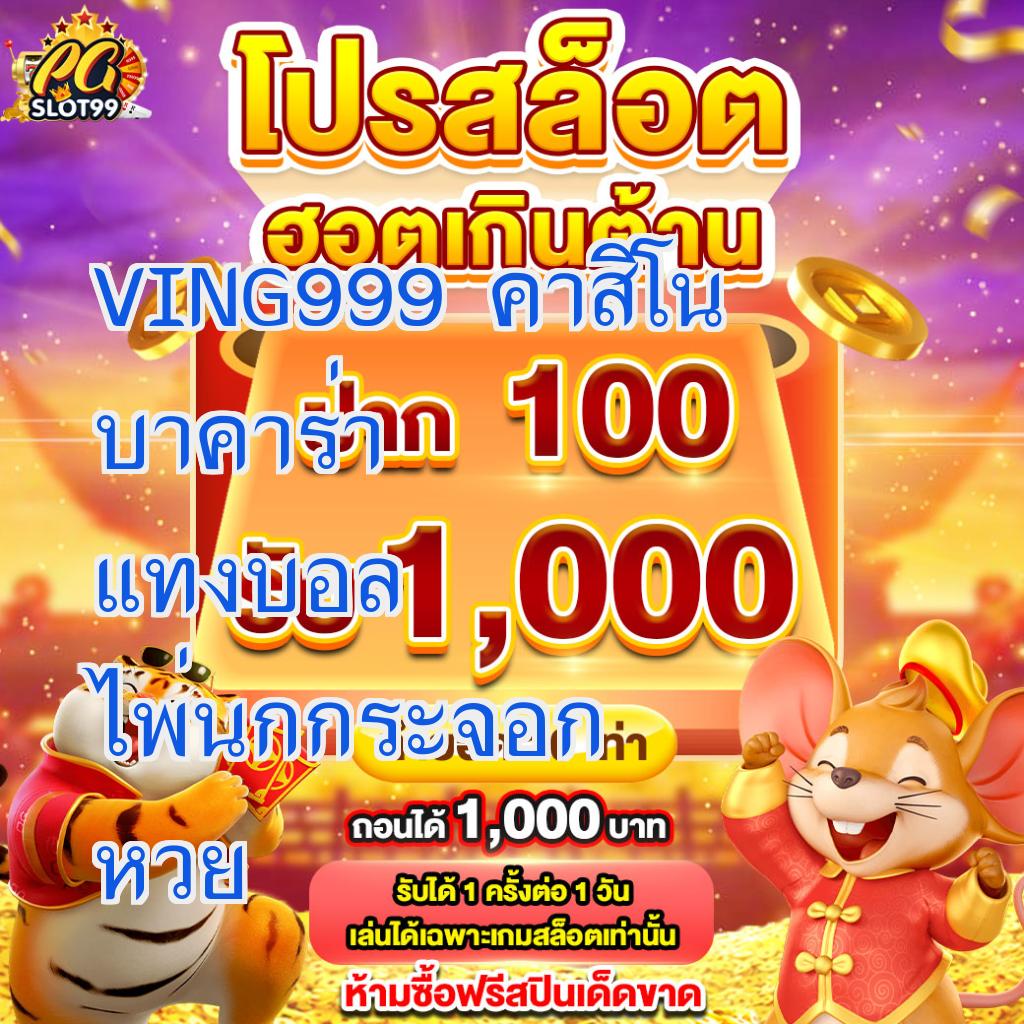 PG
SLOT99
โปรสล็อต
ฮอตเกินต้าน
VING999 คาสิโน
100
บาคาร่า
1,000
แทงบอล
ไพ่นกกระจอก
ถอนได้ 1,000 บาท
หวย
รับได้ 1 ครั้งต่อ 1 วัน
เล่นได้เฉพาะเกมสล็อตเท่านั้น
ห้ามซื้อฟรีสปินเด็ดขาด